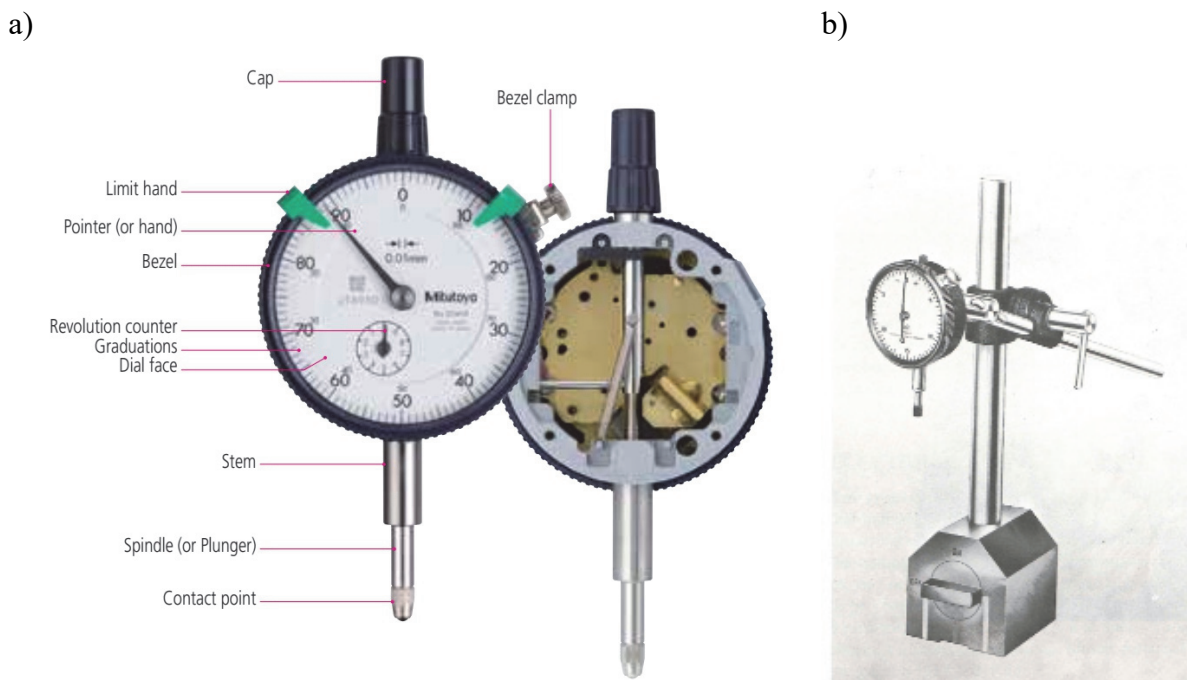 a)
b)
Cap
Bezel clamp
Limit hand
Pointer (or hand)
Bezel
Revolution counter
Graduations
Dial face
Stem
Spindle (or Plunger)
Contact point
0
10
20
30
40
50
60
70
80
90
0.01mm
Mitutoyo